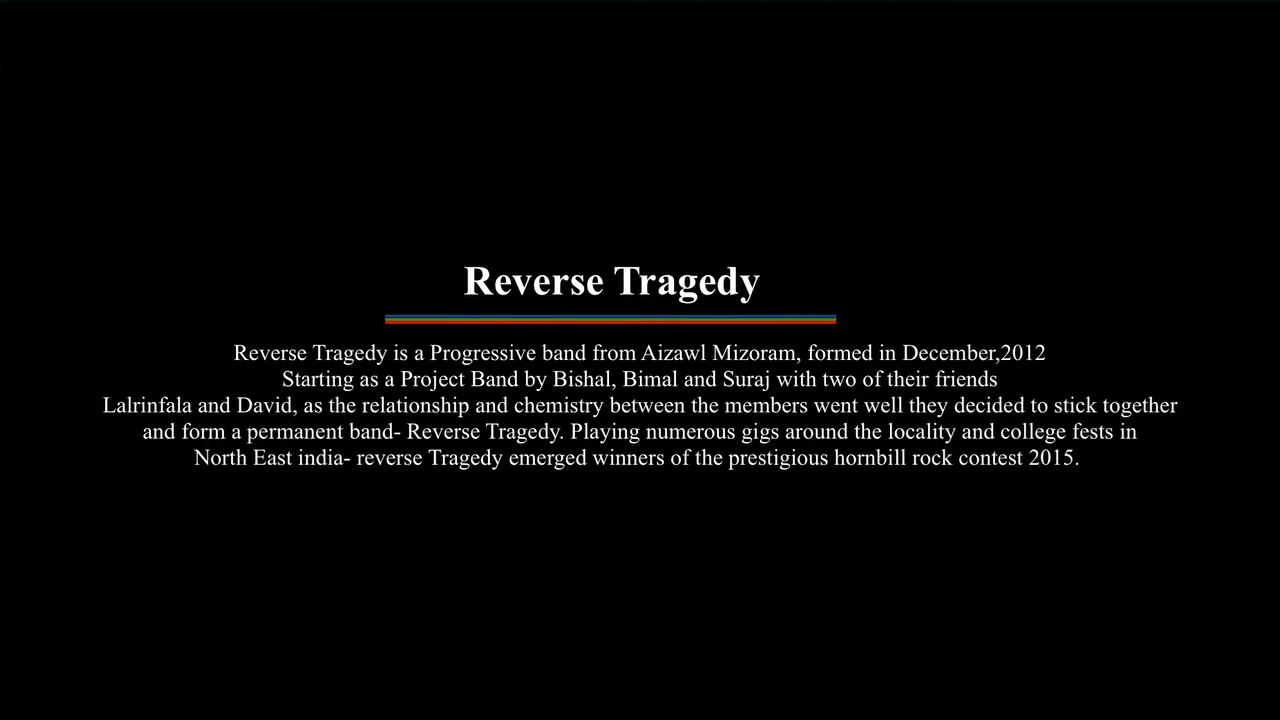 Reverse Tragedy
Reverse Tragedy is a Progressive band from Aizawl Mizoram, formed in December,2012
Starting as a Project Band by Bishal, Bimal and Suraj with two of their friends
Lalrinfala and David, as the relationship and chemistry between the members went well they decided to stick together
and form a permanent band- Reverse Tragedy. Playing numerous gigs around the locality and college fests in
North East india- reverse Tragedy emerged winners of the prestigious hornbill rock contest 2015.